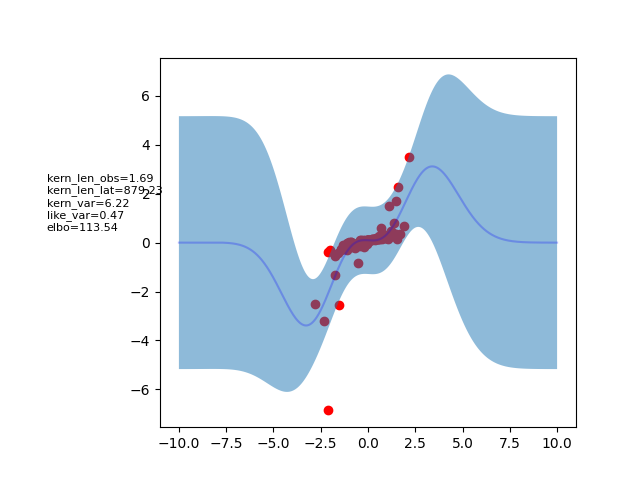 6
4
kern_len_obs=1.69
kern_len_lat=879.23
2
kern_var=6.22
like_var=0.47
elbo=113.54
0
−2
−4
−6
−10.0 −7.5 −5.0 −2.5 0.0 2.5 5.0 7.5 10.0